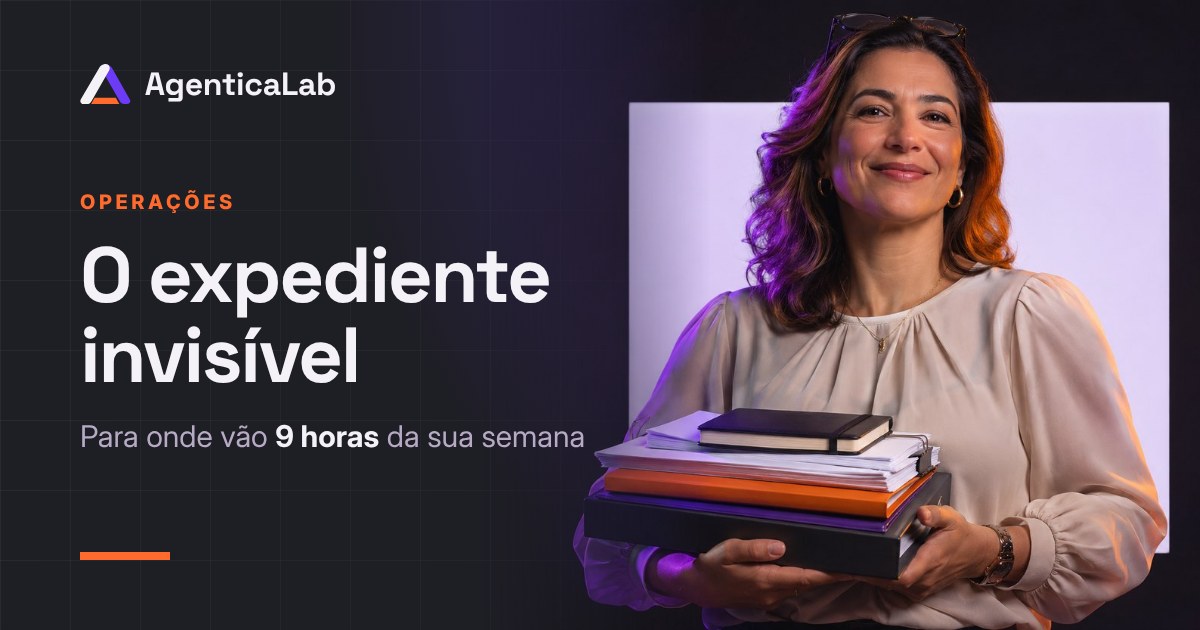 AgenticaLab
OPERAÇÕES
O expediente
invisível
Para onde vão 9 horas da sua semana